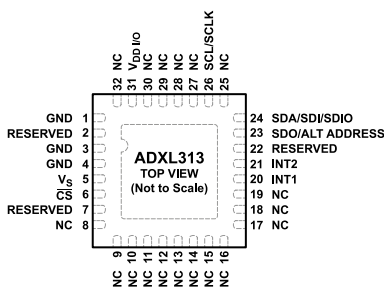 32 NC
31 VDD I/O
30 NC
29 NC
28 NC
27 NC
26 SCL/SCLK
25 NC
GND 1
RESERVED 2
GND 3
GND 4
VS 5
CS 6
RESERVED 7
NC 8
ADXL313
TOP VIEW
(Not to Scale)
24 SDA/SDI/SDIO
23 SDO/ALT ADDRESS
22 RESERVED
21 INT2
20 INT1
19 NC
18 NC
17 NC
NC 9
NC 10
NC 11
NC 12
NC 13
NC 14
NC 15
NC 16